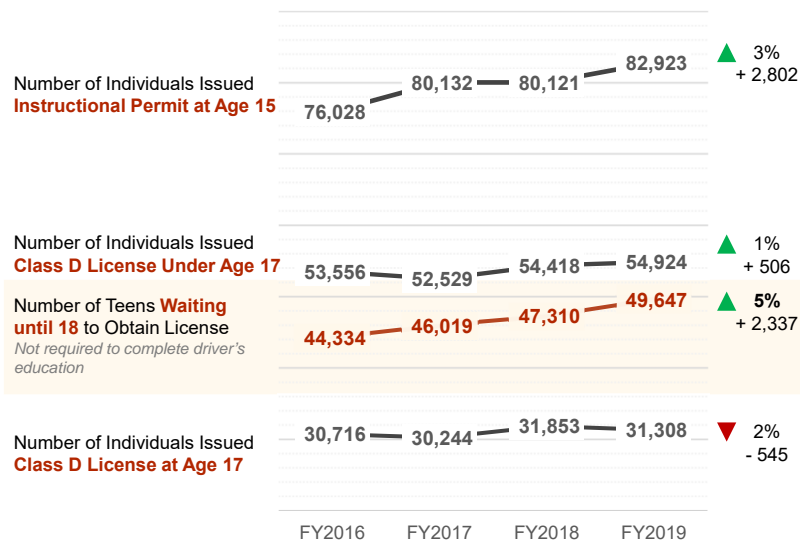 Number of Individuals Issued
Instructional Permit at Age 15
76,028
80,132
80,121
82,923
3%
+ 2,802
Number of Individuals Issued
Class D License Under Age 17
53,556
52,529
54,418
54,924
1%
+ 506
Number of Teens Waiting
until 18 to Obtain License
Not required to complete driver's
education
44,334
46,019
47,310
49,647
5%
+ 2,337
Number of Individuals Issued
Class D License at Age 17
30,716
30,244
31,853
31,308
2%
- 545
FY2016
FY2017
FY2018
FY2019